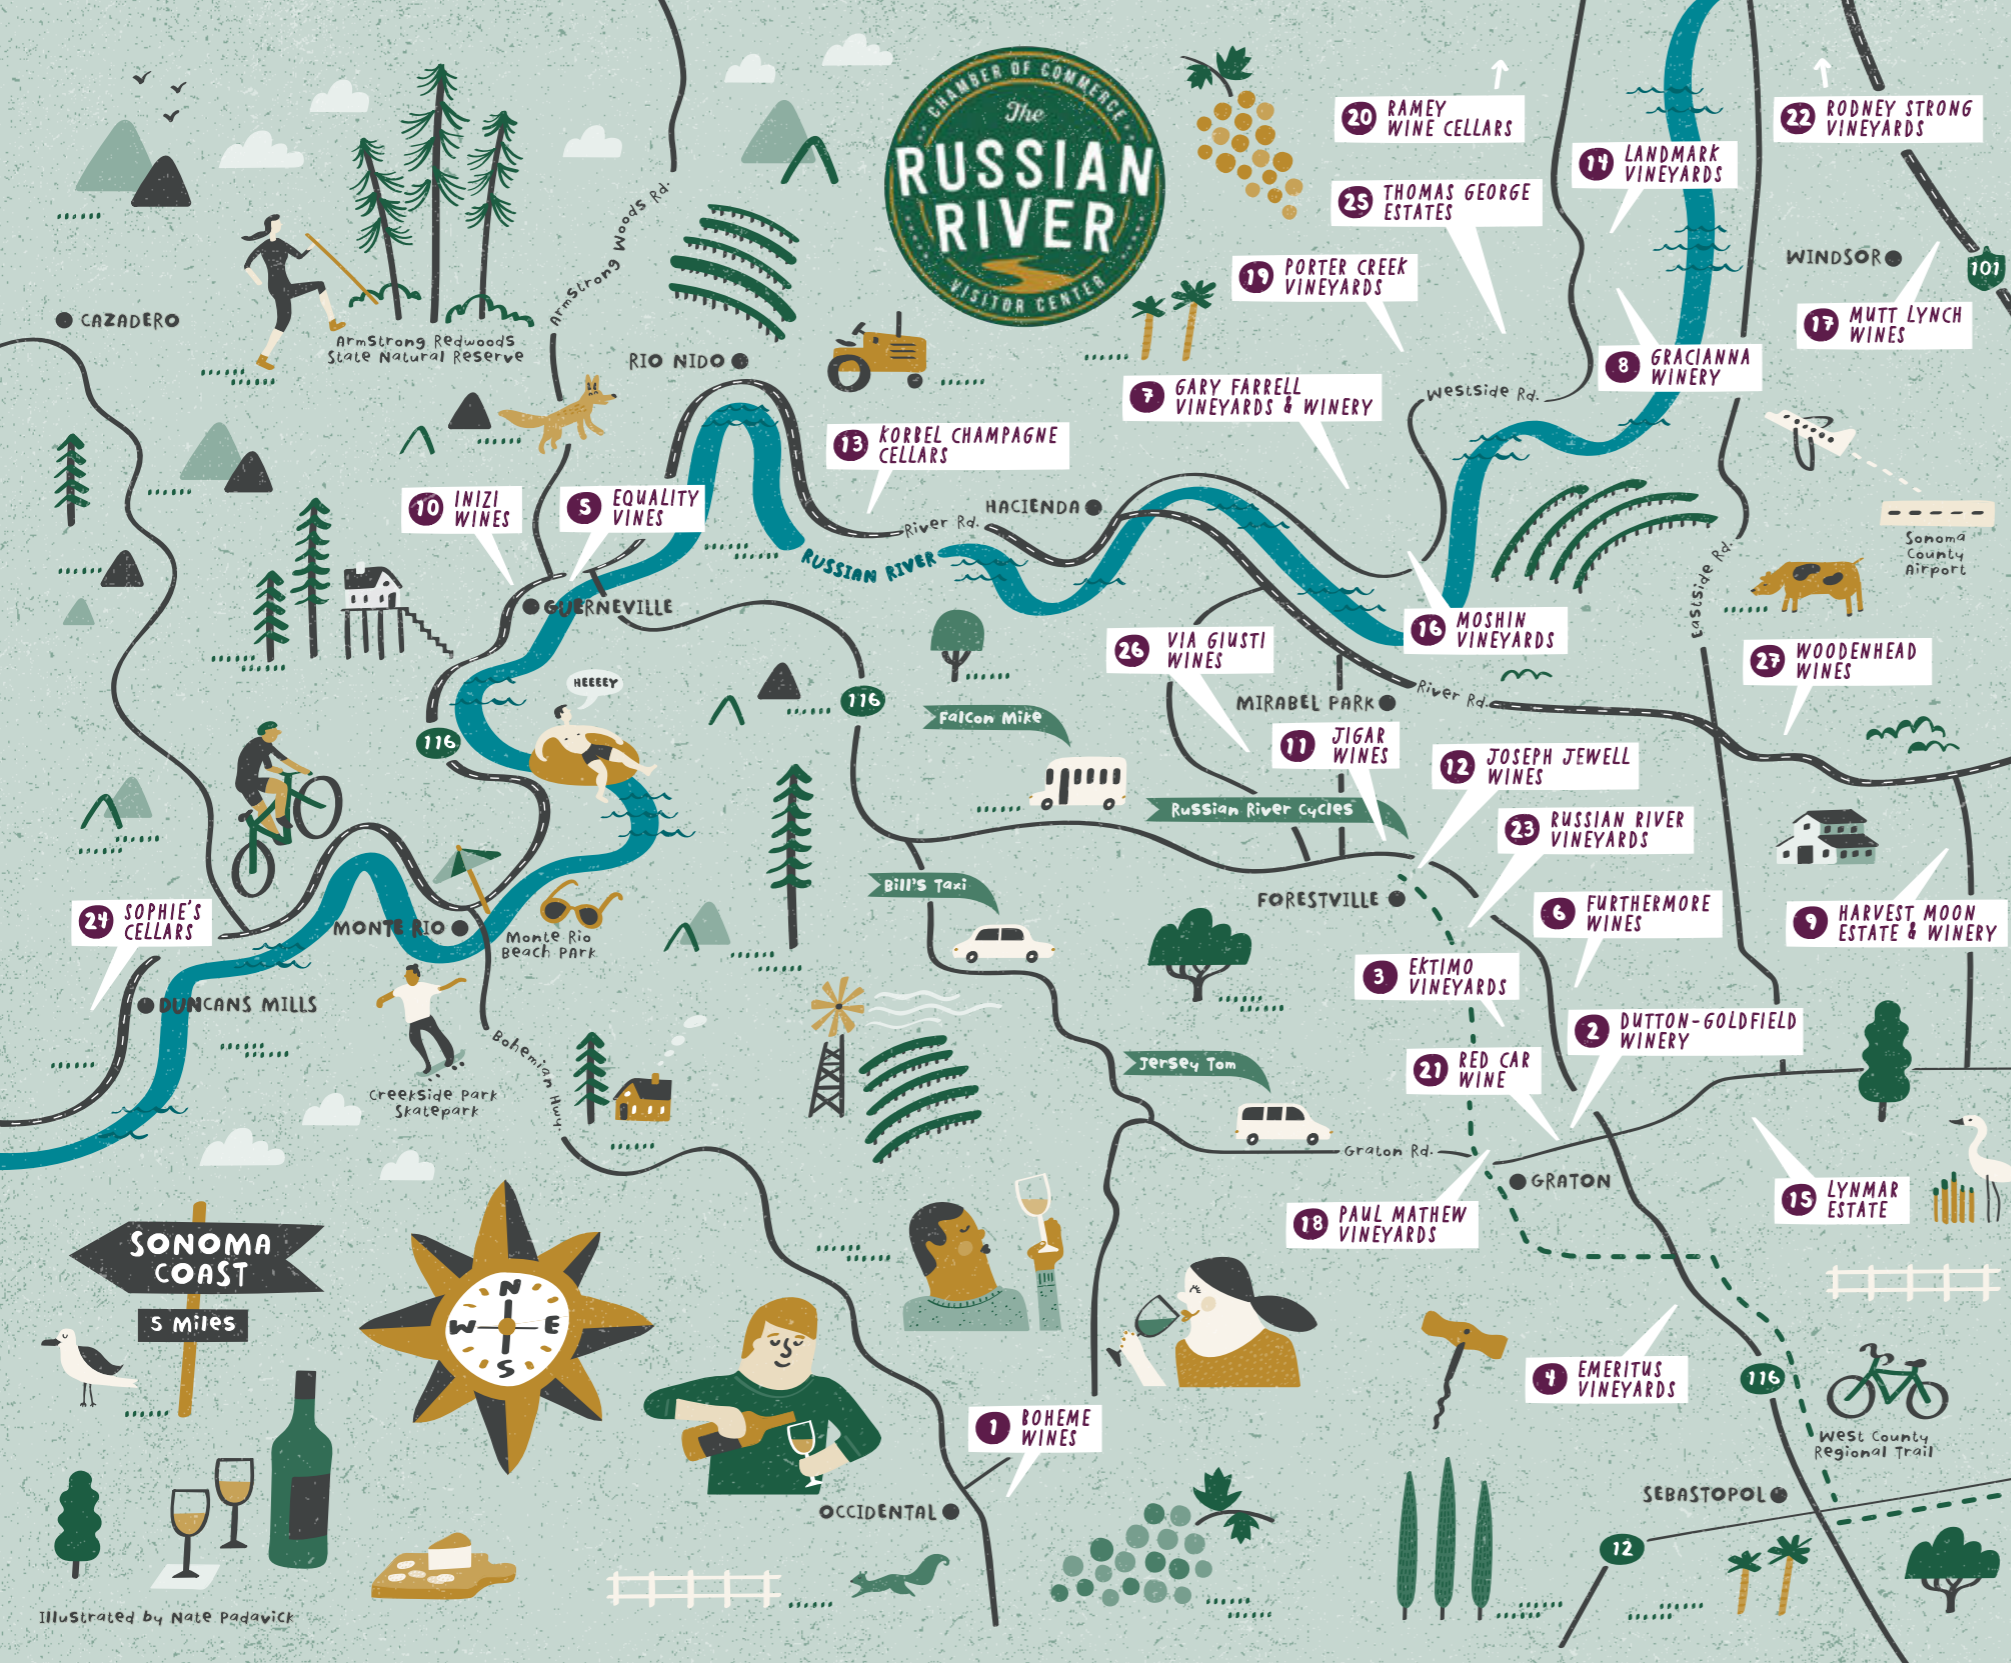 CHAMBER OF COMMERCE
The
RUSSIAN
RIVER
VISITOR CENTER
20 RAMEY
WINE CELLARS
22 RODNEY STRONG
VINEYARDS
14 LANDMARK
VINEYARDS
25 THOMAS GEORGE
ESTATES
WINDSOR
101
19 PORTER CREEK
VINEYARDS
17 MUTT LYNCH
WINES
CAZADERO
Armstrong Woods Rd.
Armstrong Redwoods
State Natural Reserve
RIO NIDO
8 GRACIANNA
WINERY
7 GARY FARRELL
VINEYARDS & WINERY
Westside Rd.
13 KORBEL CHAMPAGNE
CELLARS
10 INIZI
WINES
5 EQUALITY
VINES
HACIENDA
River Rd.
RUSSIAN RIVER
Sonoma
County
Airport
Eastside Rd.
GUERNEVILLE
16 MOSHIN
VINEYARDS
26 VIA GIUSTI
WINES
27 WOODENHEAD
WINES
HEEEEY
116
116
MIRABEL PARK
River Rd.
Falcon Mike
11 JIGAR
WINES
12 JOSEPH JEWELL
WINES
Russian River Cycles
23 RUSSIAN RIVER
VINEYARDS
Bill's Taxi
FORESTVILLE
24 SOPHIE'S
CELLARS
6 FURTHERMORE
WINES
9 HARVEST MOON
ESTATE & WINERY
MONTE RIO
Monte Rio
Beach Park
3 EKTIMO
VINEYARDS
DUNCANS MILLS
2 DUTTON-GOLDFIELD
WINERY
Bohemian Hwy.
Jersey Tom
21 RED CAR
WINE
Creekside Park
Skatepark
Graton Rd.
GRATON
15 LYNMAR
ESTATE
18 PAUL MATHEW
VINEYARDS
SONOMA
COAST
5 Miles
N
W E
S
4 EMERITUS
VINEYARDS
116
1 BOHEME
WINES
West County
Regional Trail
SEBASTOPOL
OCCIDENTAL
12
Illustrated by Nate Padavick